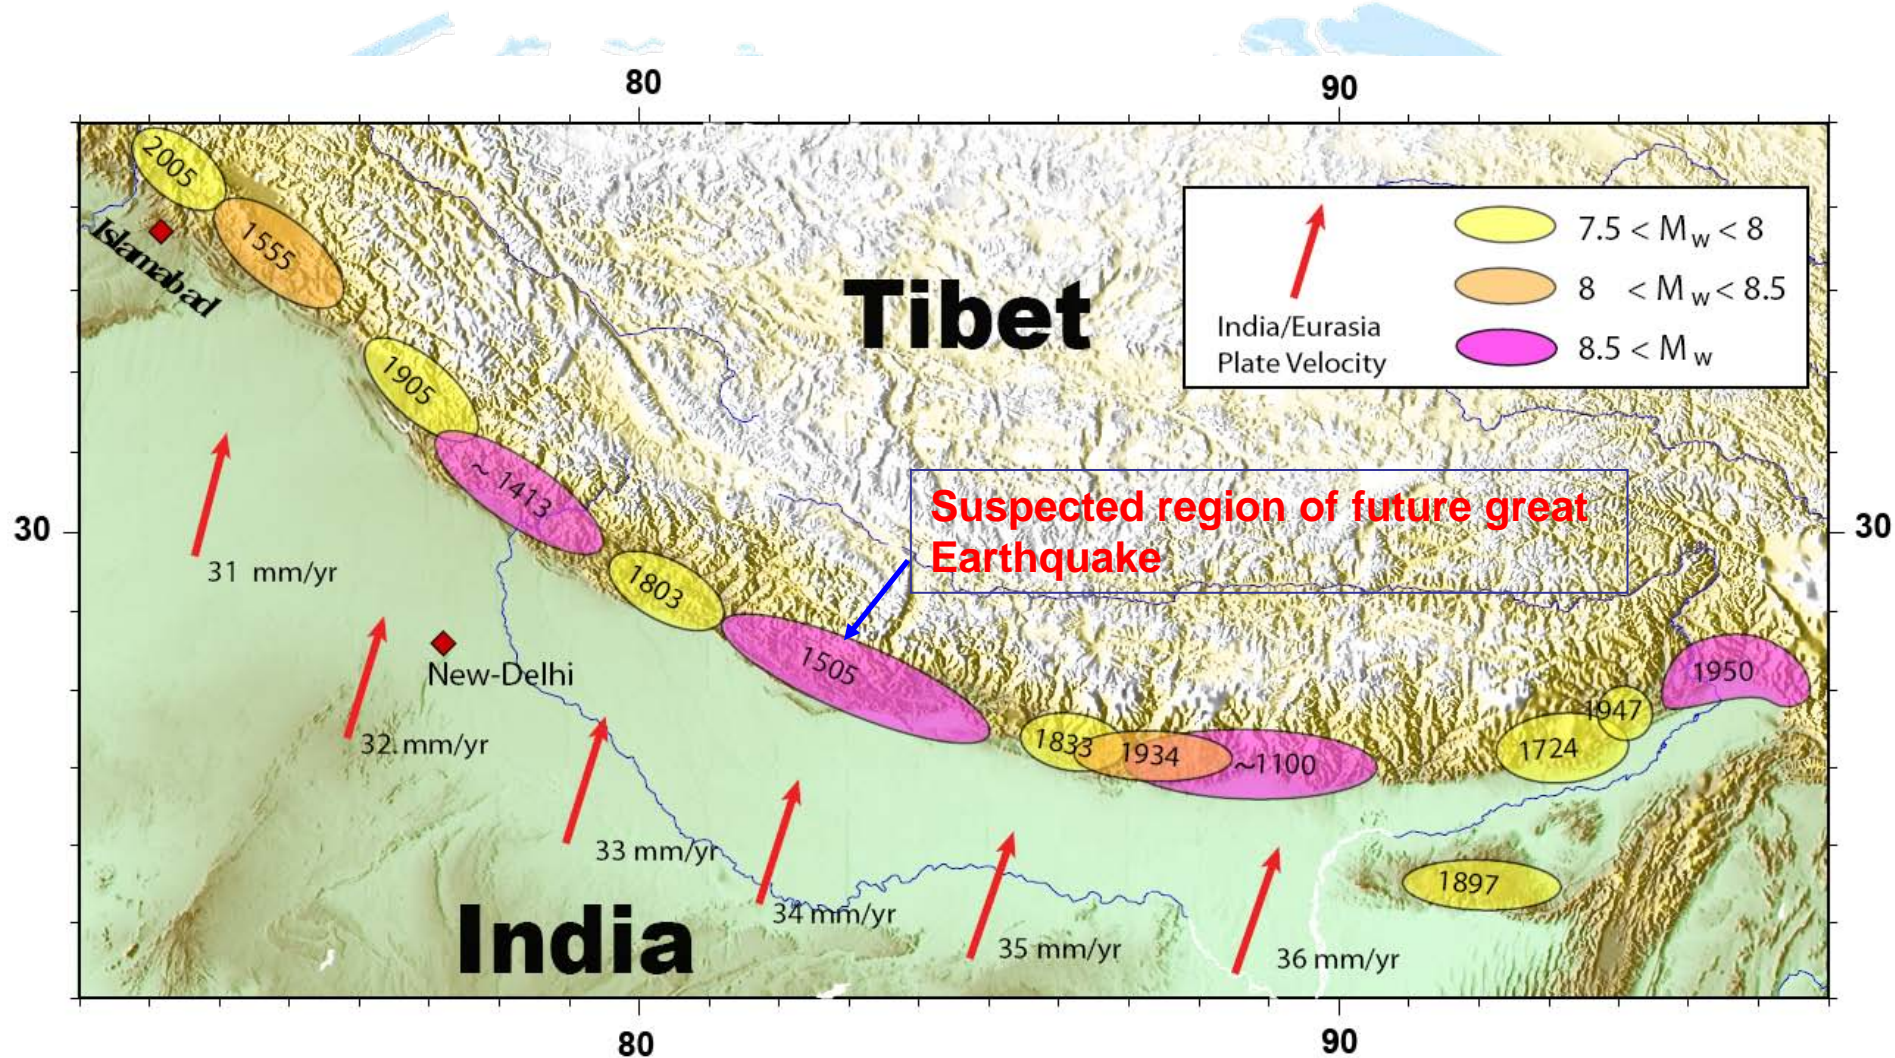 80
90
2005
Islamabad
1555
1905
~ 1413
1803
1505
Tibet
India/Eurasia
Plate Velocity
7.5 < M w < 8
8 < M w < 8.5
8.5 < M w
Suspected region of future great
Earthquake
30
30
31 mm/yr
New-Delhi
32.mm/yr
33 mm/yr
34 mm/yr
35 mm/yr
36 mm/yr
1833
1934
~1100
1724
1947
1950
1897
India
80
90